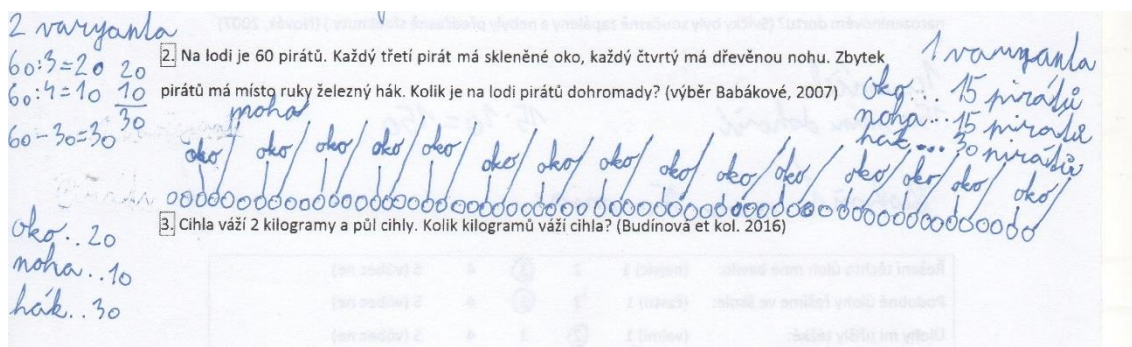 2 varyanta
60:3=20 20
60:4=10 10
30
60-30=30
2. Na lodi je 60 pirátů. Každý třetí pirát má skleněné oko, každý čtvrtý má dřevěnou nohu. Zbytek
pirátů má místo ruky železný hák. Kolik je na lodi pirátů dohromady? (výběr Babákové, 2007)
1 varyanta
oko.. 15 pirátů
noha.. 15 pirátů
hák... 30 pirátů
noha
oko oko oko oko oko oko oko oko oko oko oko oko oko oko oko
3. Cihla váží 2 kilogramy a půl cihly. Kolik kilogramů váží cihla? (Budínová et kol. 2016)
oko.. 20
noha.. 10
hák.. 30